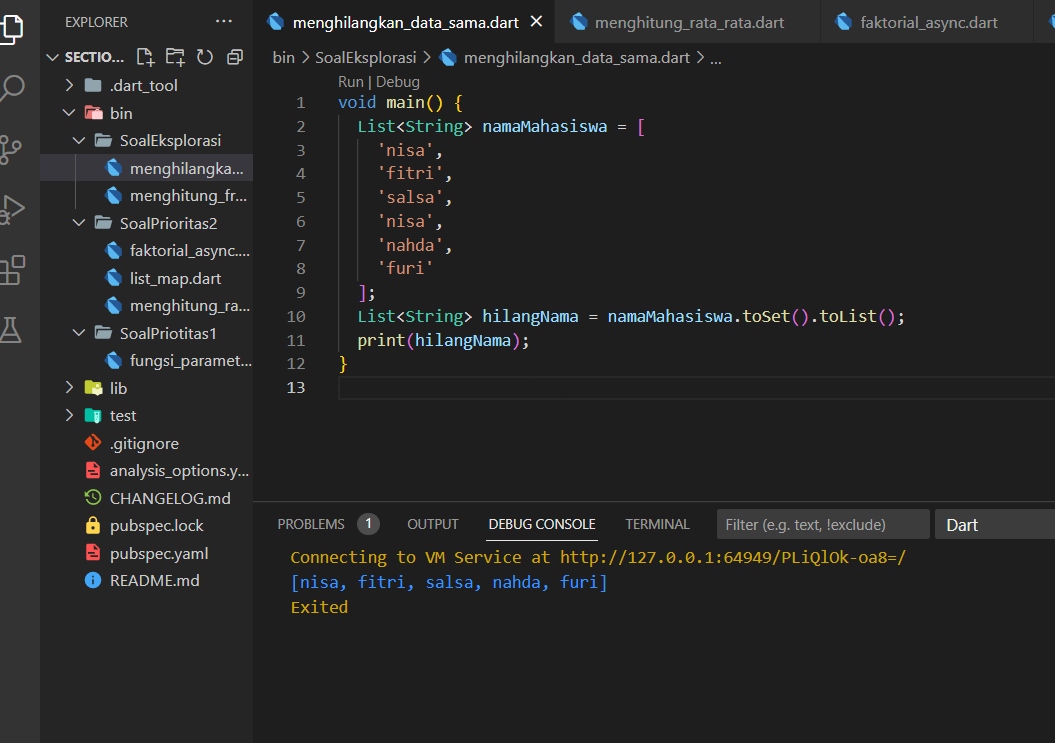 EXPLORER
...
SECTIO...
.dart_tool
bin
SoalEksplorasi
menghilangka...
menghitung_fr...
SoalPrioritas2
faktorial_async....
list_map.dart
menghitung_ra...
SoalPriotitas1
fungsi_paramet...
lib
test
.gitignore
analysis_options.y...
CHANGELOG.md
pubspec.lock
pubspec.yaml
README.md
menghilangkan_data_sama.dart
menghitung_rata_rata.dart
faktorial_async.dart
bin > SoalEksplorasi > menghilangkan_data_sama.dart > ...
Run | Debug
1 void main() {
2 List<String> namaMahasiswa = [
3 'nisa',
4 'fitri',
5 'salsa',
6 'nisa',
7 'nahda',
8 'furi'
9 ];
10 List<String> hilangNama = namaMahasiswa.toSet().toList();
11 print(hilangNama);
12 }
13
PROBLEMS 1 OUTPUT DEBUG CONSOLE TERMINAL Filter (e.g. text, !exclude) Dart
Connecting to VM Service at http://127.0.0.1:64949/PLiQlOk-oa8=/
[nisa, fitri, salsa, nahda, furi]
Exited